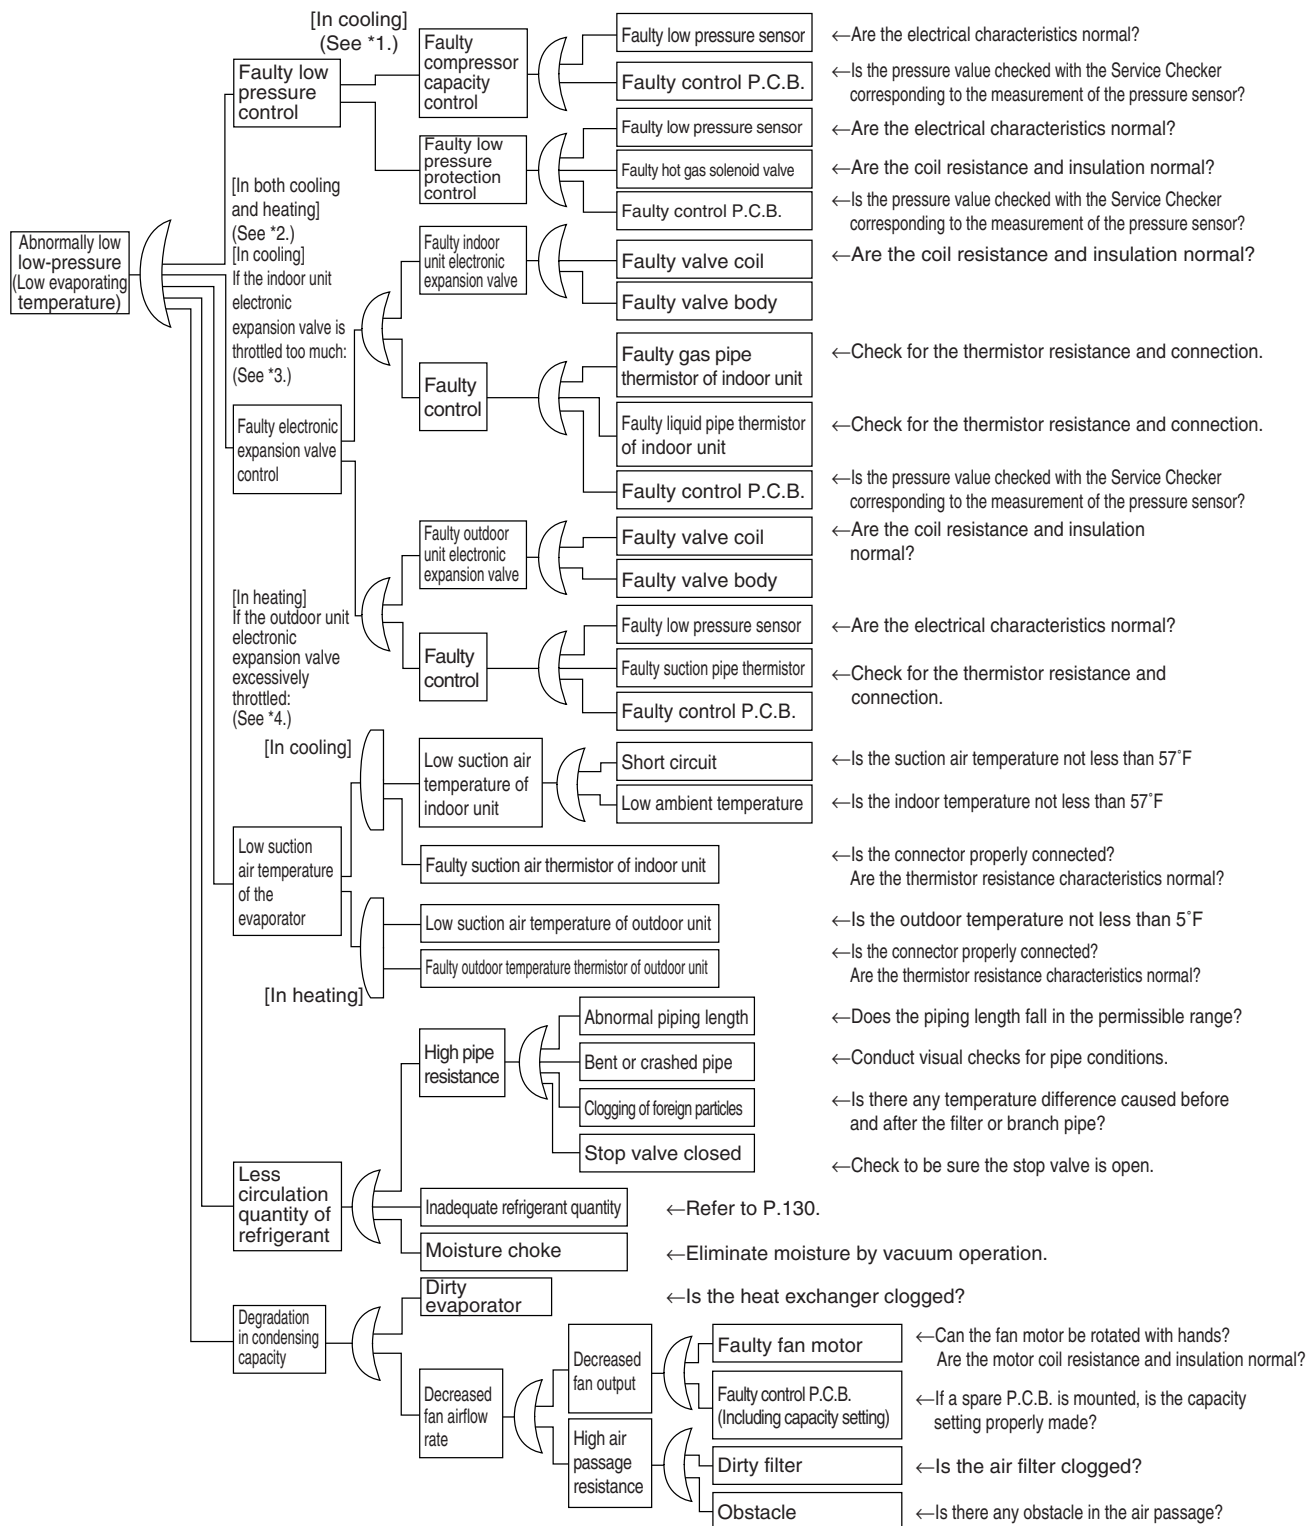 [In cooling]
(See *1.)
Faulty low
pressure
control
Faulty
compressor
capacity
control
Faulty low pressure sensor
←Are the electrical characteristics normal?
Faulty control P.C.B.
←Is the pressure value checked with the Service Checker
corresponding to the measurement of the pressure sensor?
Faulty low
pressure
protection
control
Faulty low pressure sensor
←Are the electrical characteristics normal?
Faulty hot gas solenoid valve
←Are the coil resistance and insulation normal?
Faulty control P.C.B.
←Is the pressure value checked with the Service Checker
corresponding to the measurement of the pressure sensor?
Abnormally low
low-pressure
(Low evaporating
temperature)
[In both cooling
and heating]
(See *2.)
[In cooling]
If the indoor unit
electronic
expansion valve is
throttled too much:
(See *3.)
Faulty electronic
expansion valve
control
Faulty indoor
unit electronic
expansion valve
Faulty valve coil
←Are the coil resistance and insulation normal?
Faulty valve body
Faulty
control
Faulty gas pipe
thermistor of indoor unit
←Check for the thermistor resistance and connection.
Faulty liquid pipe thermistor
of indoor unit
←Check for the thermistor resistance and connection.
Faulty control P.C.B.
←Is the pressure value checked with the Service Checker
corresponding to the measurement of the pressure sensor?
[In heating]
If the outdoor unit
electronic
expansion valve
excessively
throttled:
(See *4.)
Faulty outdoor
unit electronic
expansion valve
Faulty valve coil
←Are the coil resistance and insulation
normal?
Faulty valve body
Faulty
control
Faulty low pressure sensor
←Are the electrical characteristics normal?
Faulty suction pipe thermistor
←Check for the thermistor resistance and
connection.
Faulty control P.C.B.
[In cooling]
Low suction
air temperature
of the
evaporator
Low suction air
temperature of
indoor unit
Short circuit
←Is the suction air temperature not less than 57˚F
Low ambient temperature
←Is the indoor temperature not less than 57˚F
Faulty suction air thermistor of indoor unit
←Is the connector properly connected?
Are the thermistor resistance characteristics normal?
Low suction air temperature of outdoor unit
←Is the outdoor temperature not less than 5˚F
Faulty outdoor temperature thermistor of outdoor unit
←Is the connector properly connected?
Are the thermistor resistance characteristics normal?
[In heating]
Less
circulation
quantity of
refrigerant
High pipe
resistance
Abnormal piping length
←Does the piping length fall in the permissible range?
Bent or crashed pipe
←Conduct visual checks for pipe conditions.
Clogging of foreign particles
←Is there any temperature difference caused before
and after the filter or branch pipe?
Stop valve closed
←Check to be sure the stop valve is open.
Inadequate refrigerant quantity
←Refer to P.130.
Moisture choke
←Eliminate moisture by vacuum operation.
Degradation
in condensing
capacity
Dirty
evaporator
←Is the heat exchanger clogged?
Decreased
fan airflow
rate
Decreased
fan output
Faulty fan motor
←Can the fan motor be rotated with hands?
Are the motor coil resistance and insulation normal?
Faulty control P.C.B.
(Including capacity setting)
←If a spare P.C.B. is mounted, is the capacity
setting properly made?
High air
passage
resistance
Dirty filter
←Is the air filter clogged?
Obstacle
←Is there any obstacle in the air passage?